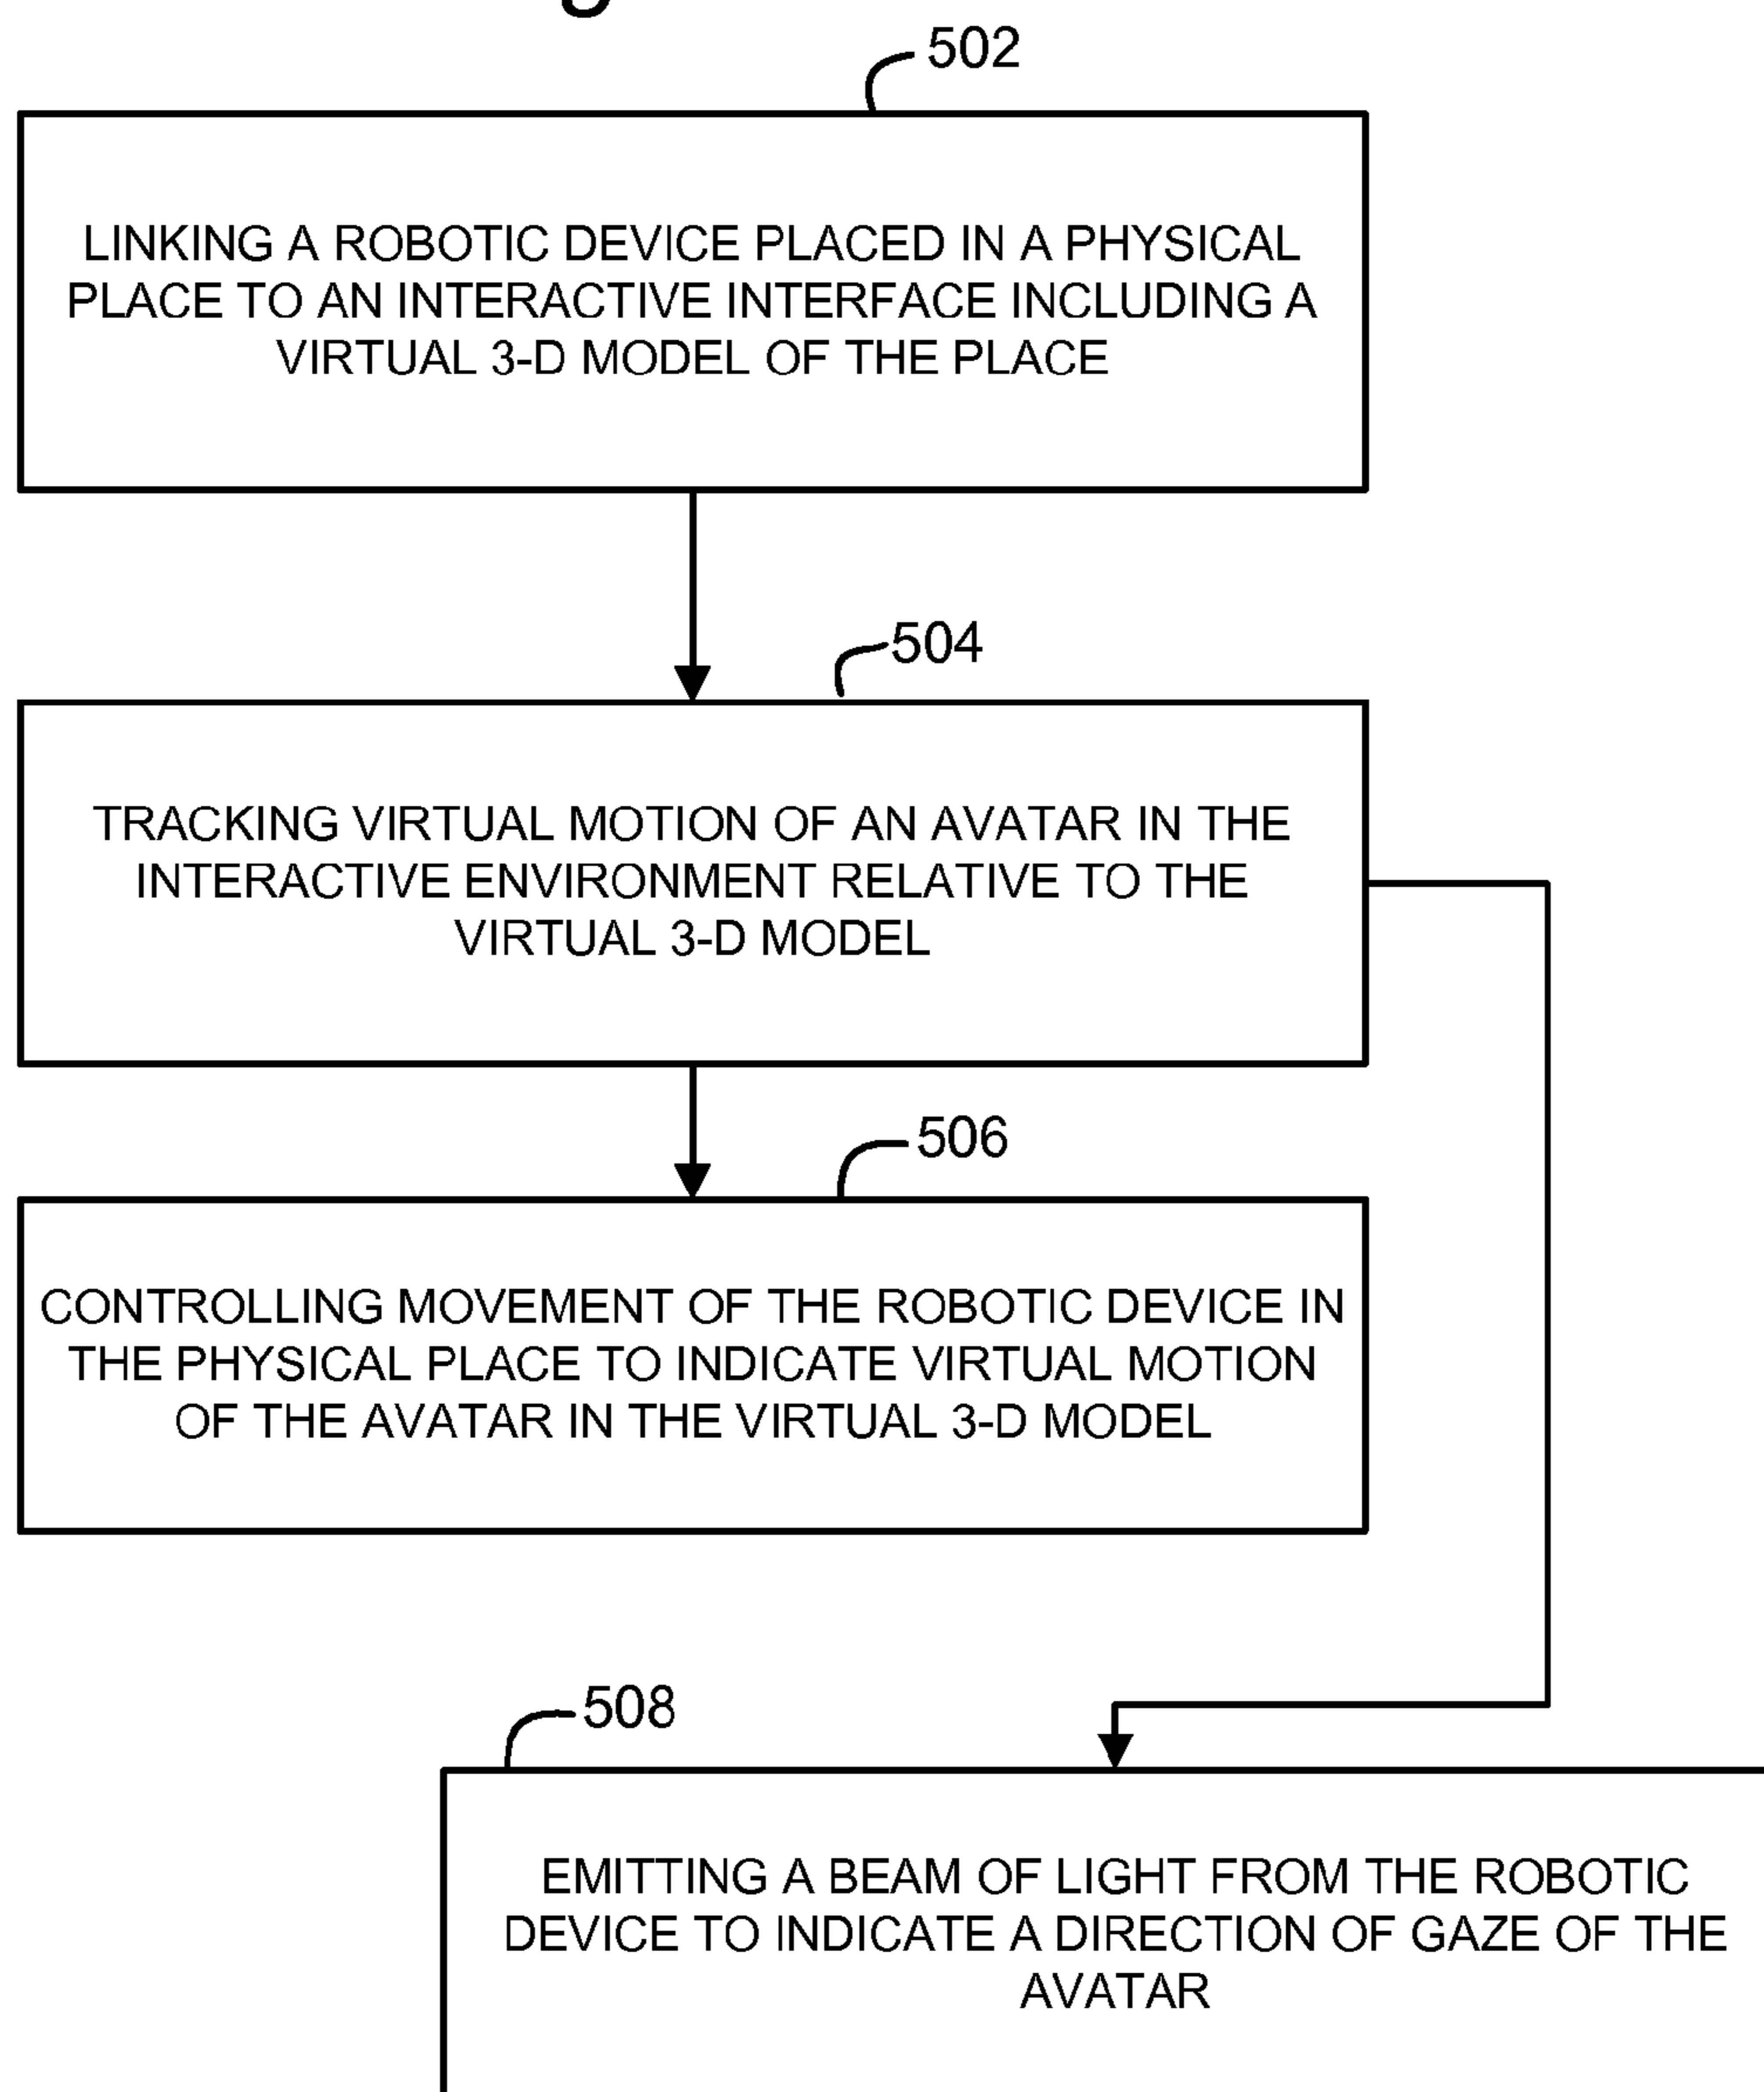 502
LINKING A ROBOTIC DEVICE PLACED IN A PHYSICAL
PLACE TO AN INTERACTIVE INTERFACE INCLUDING A
VIRTUAL 3-D MODEL OF THE PLACE
504
TRACKING VIRTUAL MOTION OF AN AVATAR IN THE
INTERACTIVE ENVIRONMENT RELATIVE TO THE
VIRTUAL 3-D MODEL
506
CONTROLLING MOVEMENT OF THE ROBOTIC DEVICE IN
THE PHYSICAL PLACE TO INDICATE VIRTUAL MOTION
OF THE AVATAR IN THE VIRTUAL 3-D MODEL
508
EMITTING A BEAM OF LIGHT FROM THE ROBOTIC
DEVICE TO INDICATE A DIRECTION OF GAZE OF THE
AVATAR